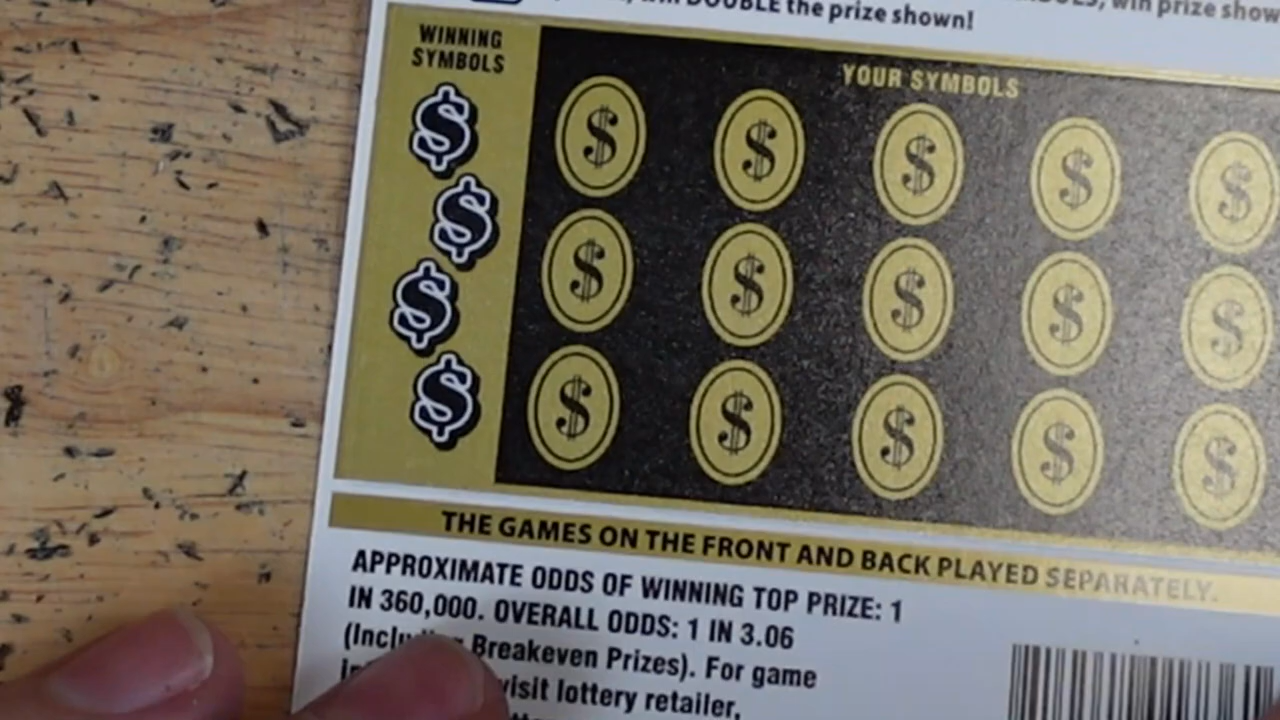 will DOUBLE the prize shown!
win prize show
WINNING
SYMBOLS
YOUR SYMBOLS
$ $ $ $ $ $
$ $ $ $ $ $
$ $ $ $ $ $
$
THE GAMES ON THE FRONT AND BACK PLAYED SEPARATELY.
APPROXIMATE ODDS OF WINNING TOP PRIZE: 1
IN 360,000. OVERALL ODDS: 1 IN 3.06
Breakeven Prizes). For game
visit lottery retailer,